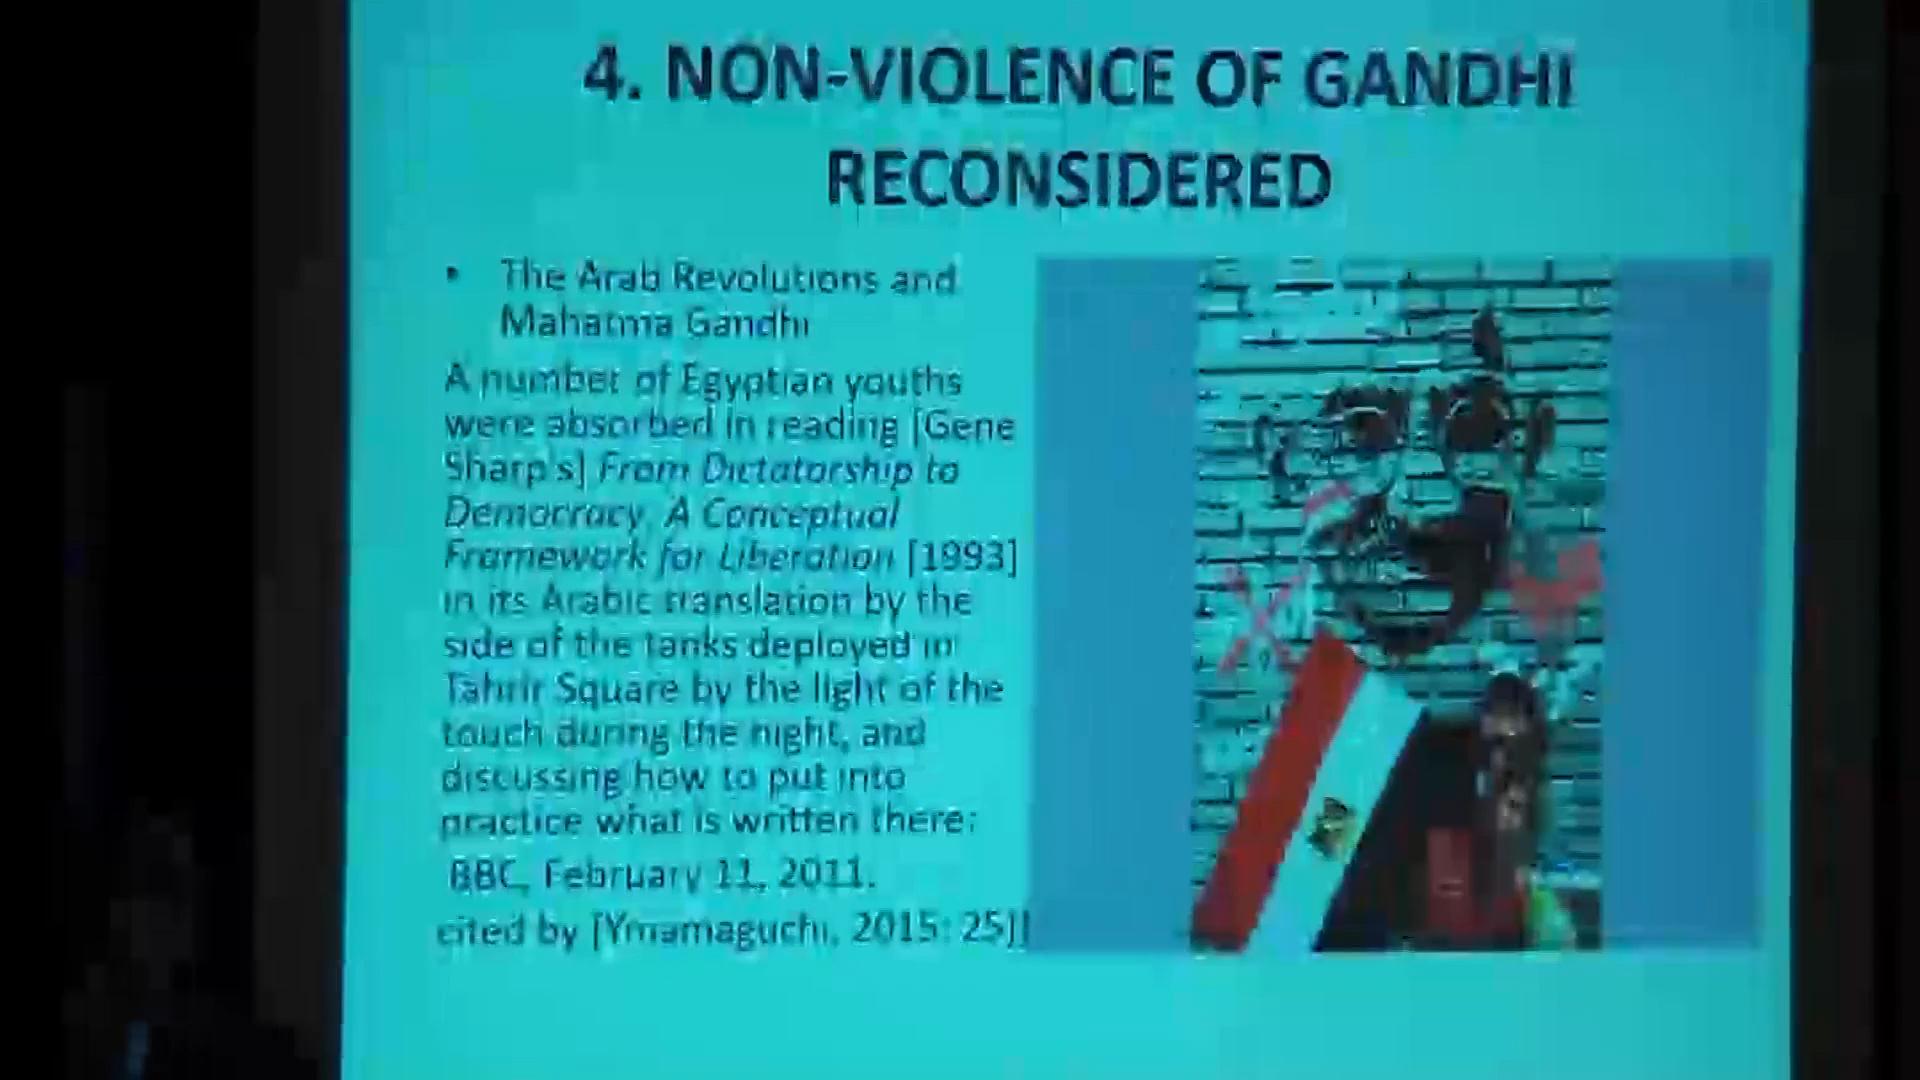 4. NON-VIOLENCE OF GANDHI
RECONSIDERED
• The Arab Revolutions and
Mahatma Gandhi
A number of Egyptian youths
were absorbed in reading [Gene
Sharp's] From Dictatorship to
Democracy, A Conceptual
Framework for Liberation [1993]
in its Arabic translation by the
side of the tanks deployed in
Tahrir Square by the light of the
touch during the night, and
discussing how to put into
practice what is written there:
BBC, February 11, 2011.
cited by [Ymamaguchi, 2015: 25]]